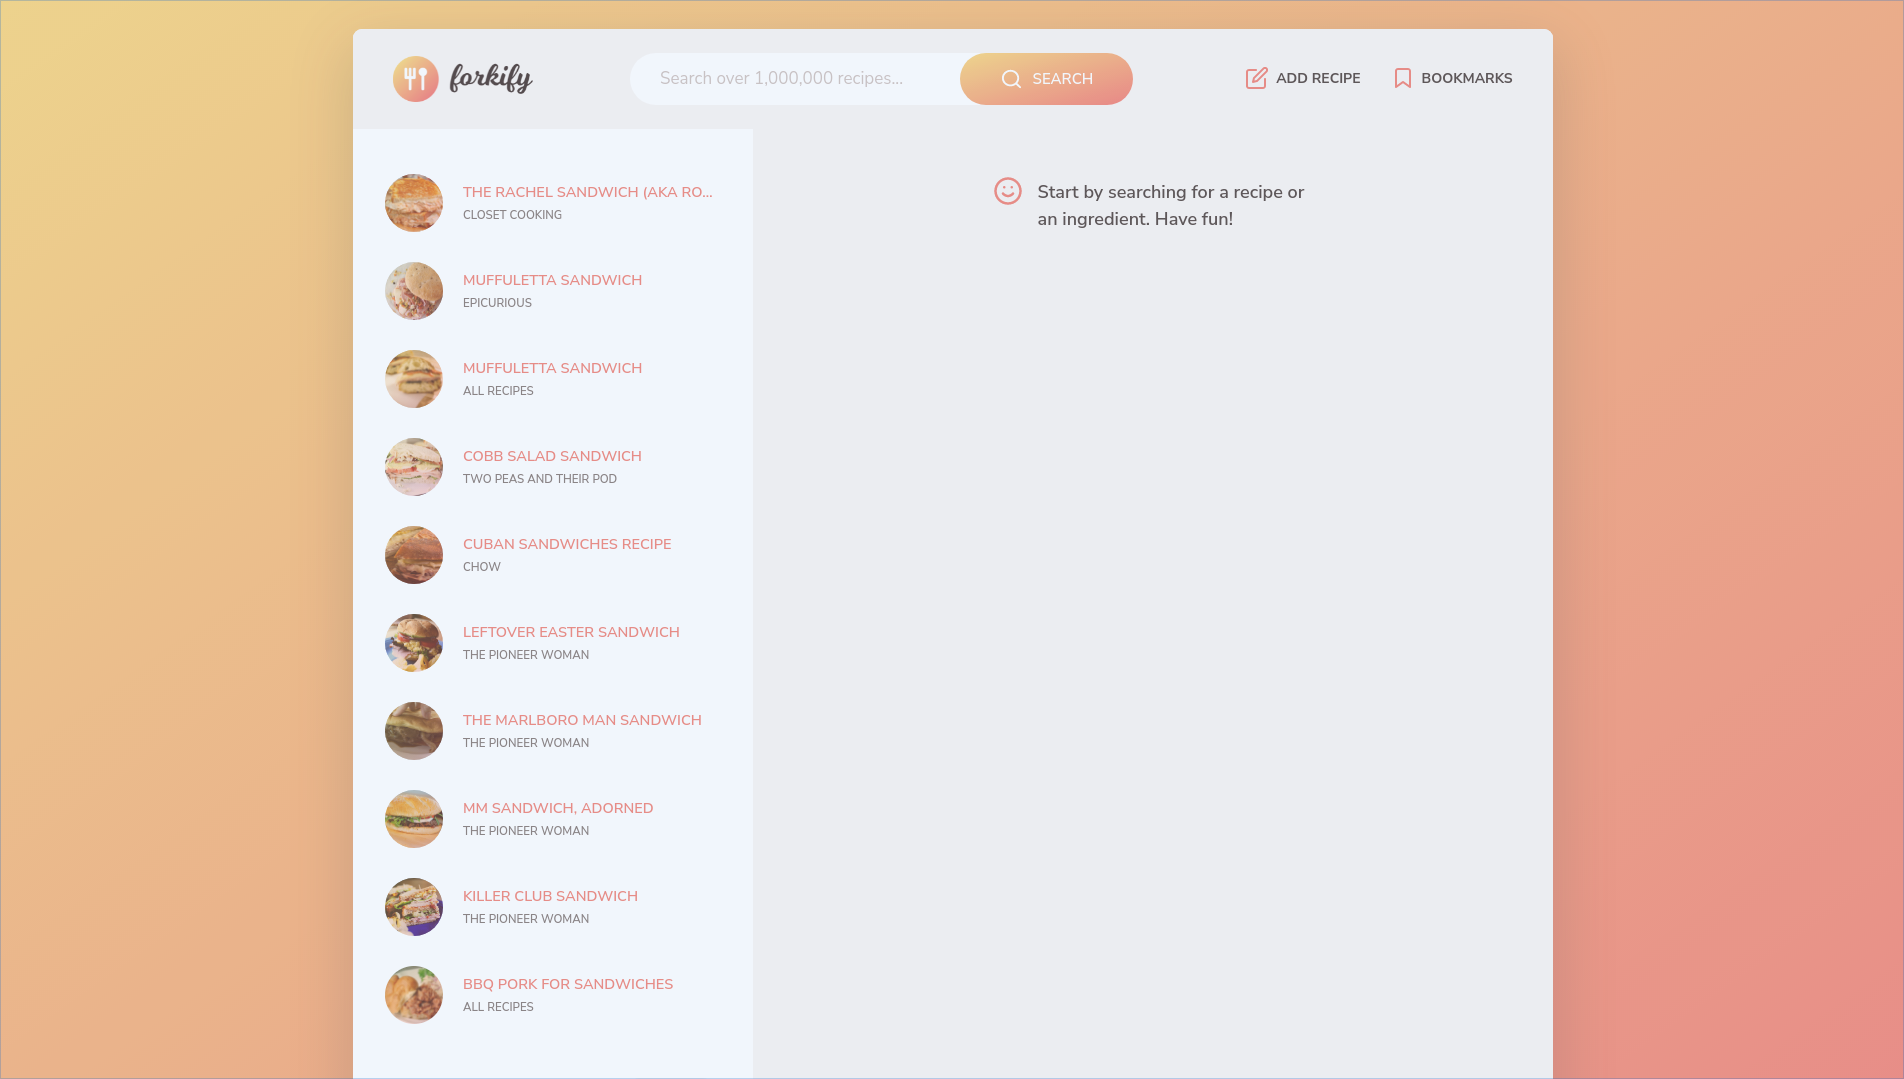 forkify
Search over 1,000,000 recipes...
SEARCH
ADD RECIPE
BOOKMARKS
THE RACHEL SANDWICH (AKA RO...
CLOSET COOKING
MUFFULETTA SANDWICH
EPICURIOUS
MUFFULETTA SANDWICH
ALL RECIPES
COBB SALAD SANDWICH
TWO PEAS AND THEIR POD
CUBAN SANDWICHES RECIPE
CHOW
LEFTOVER EASTER SANDWICH
THE PIONEER WOMAN
THE MARLBORO MAN SANDWICH
THE PIONEER WOMAN
MM SANDWICH, ADORNED
THE PIONEER WOMAN
KILLER CLUB SANDWICH
THE PIONEER WOMAN
BBQ PORK FOR SANDWICHES
ALL RECIPES
Start by searching for a recipe or
an ingredient. Have fun!